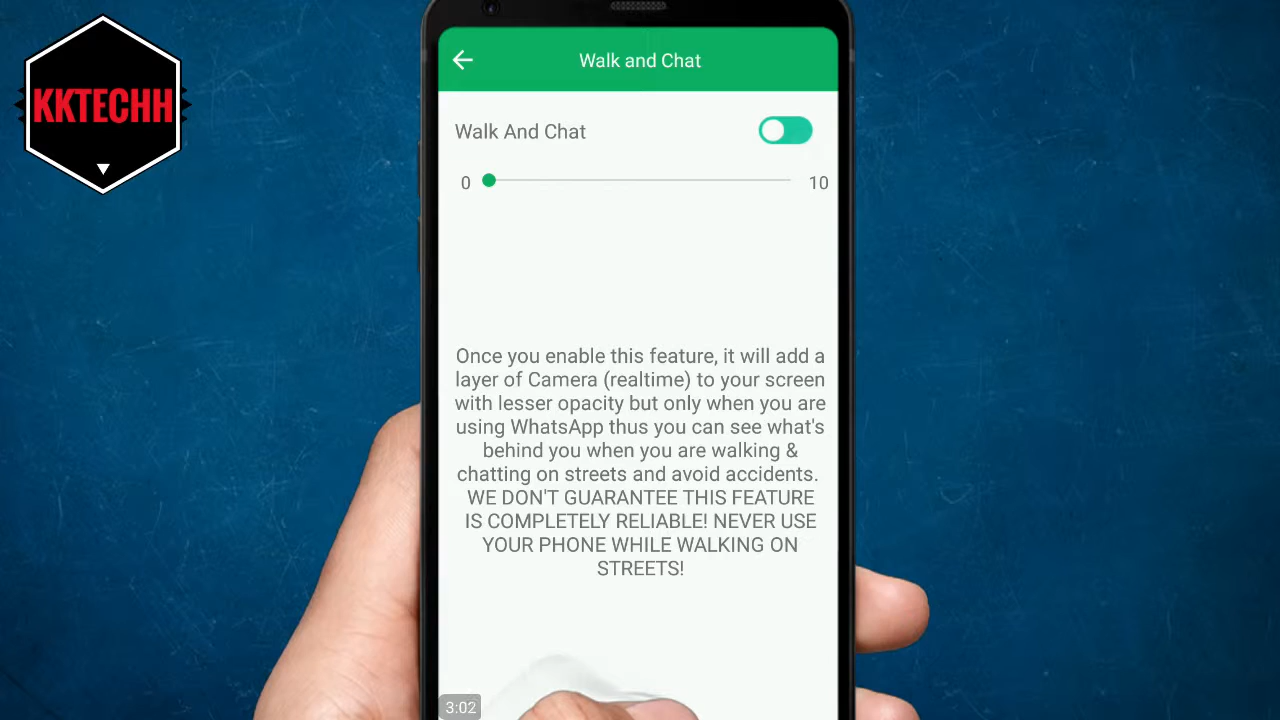 KKTECHH
Walk and Chat
Walk And Chat
0
10
Once you enable this feature, it will add a
layer of Camera (realtime) to your screen
with lesser opacity but only when you are
using WhatsApp thus you can see what's
behind you when you are walking &
chatting on streets and avoid accidents.
WE DON'T GUARANTEE THIS FEATURE
IS COMPLETELY RELIABLE! NEVER USE
YOUR PHONE WHILE WALKING ON
STREETS!
3:02